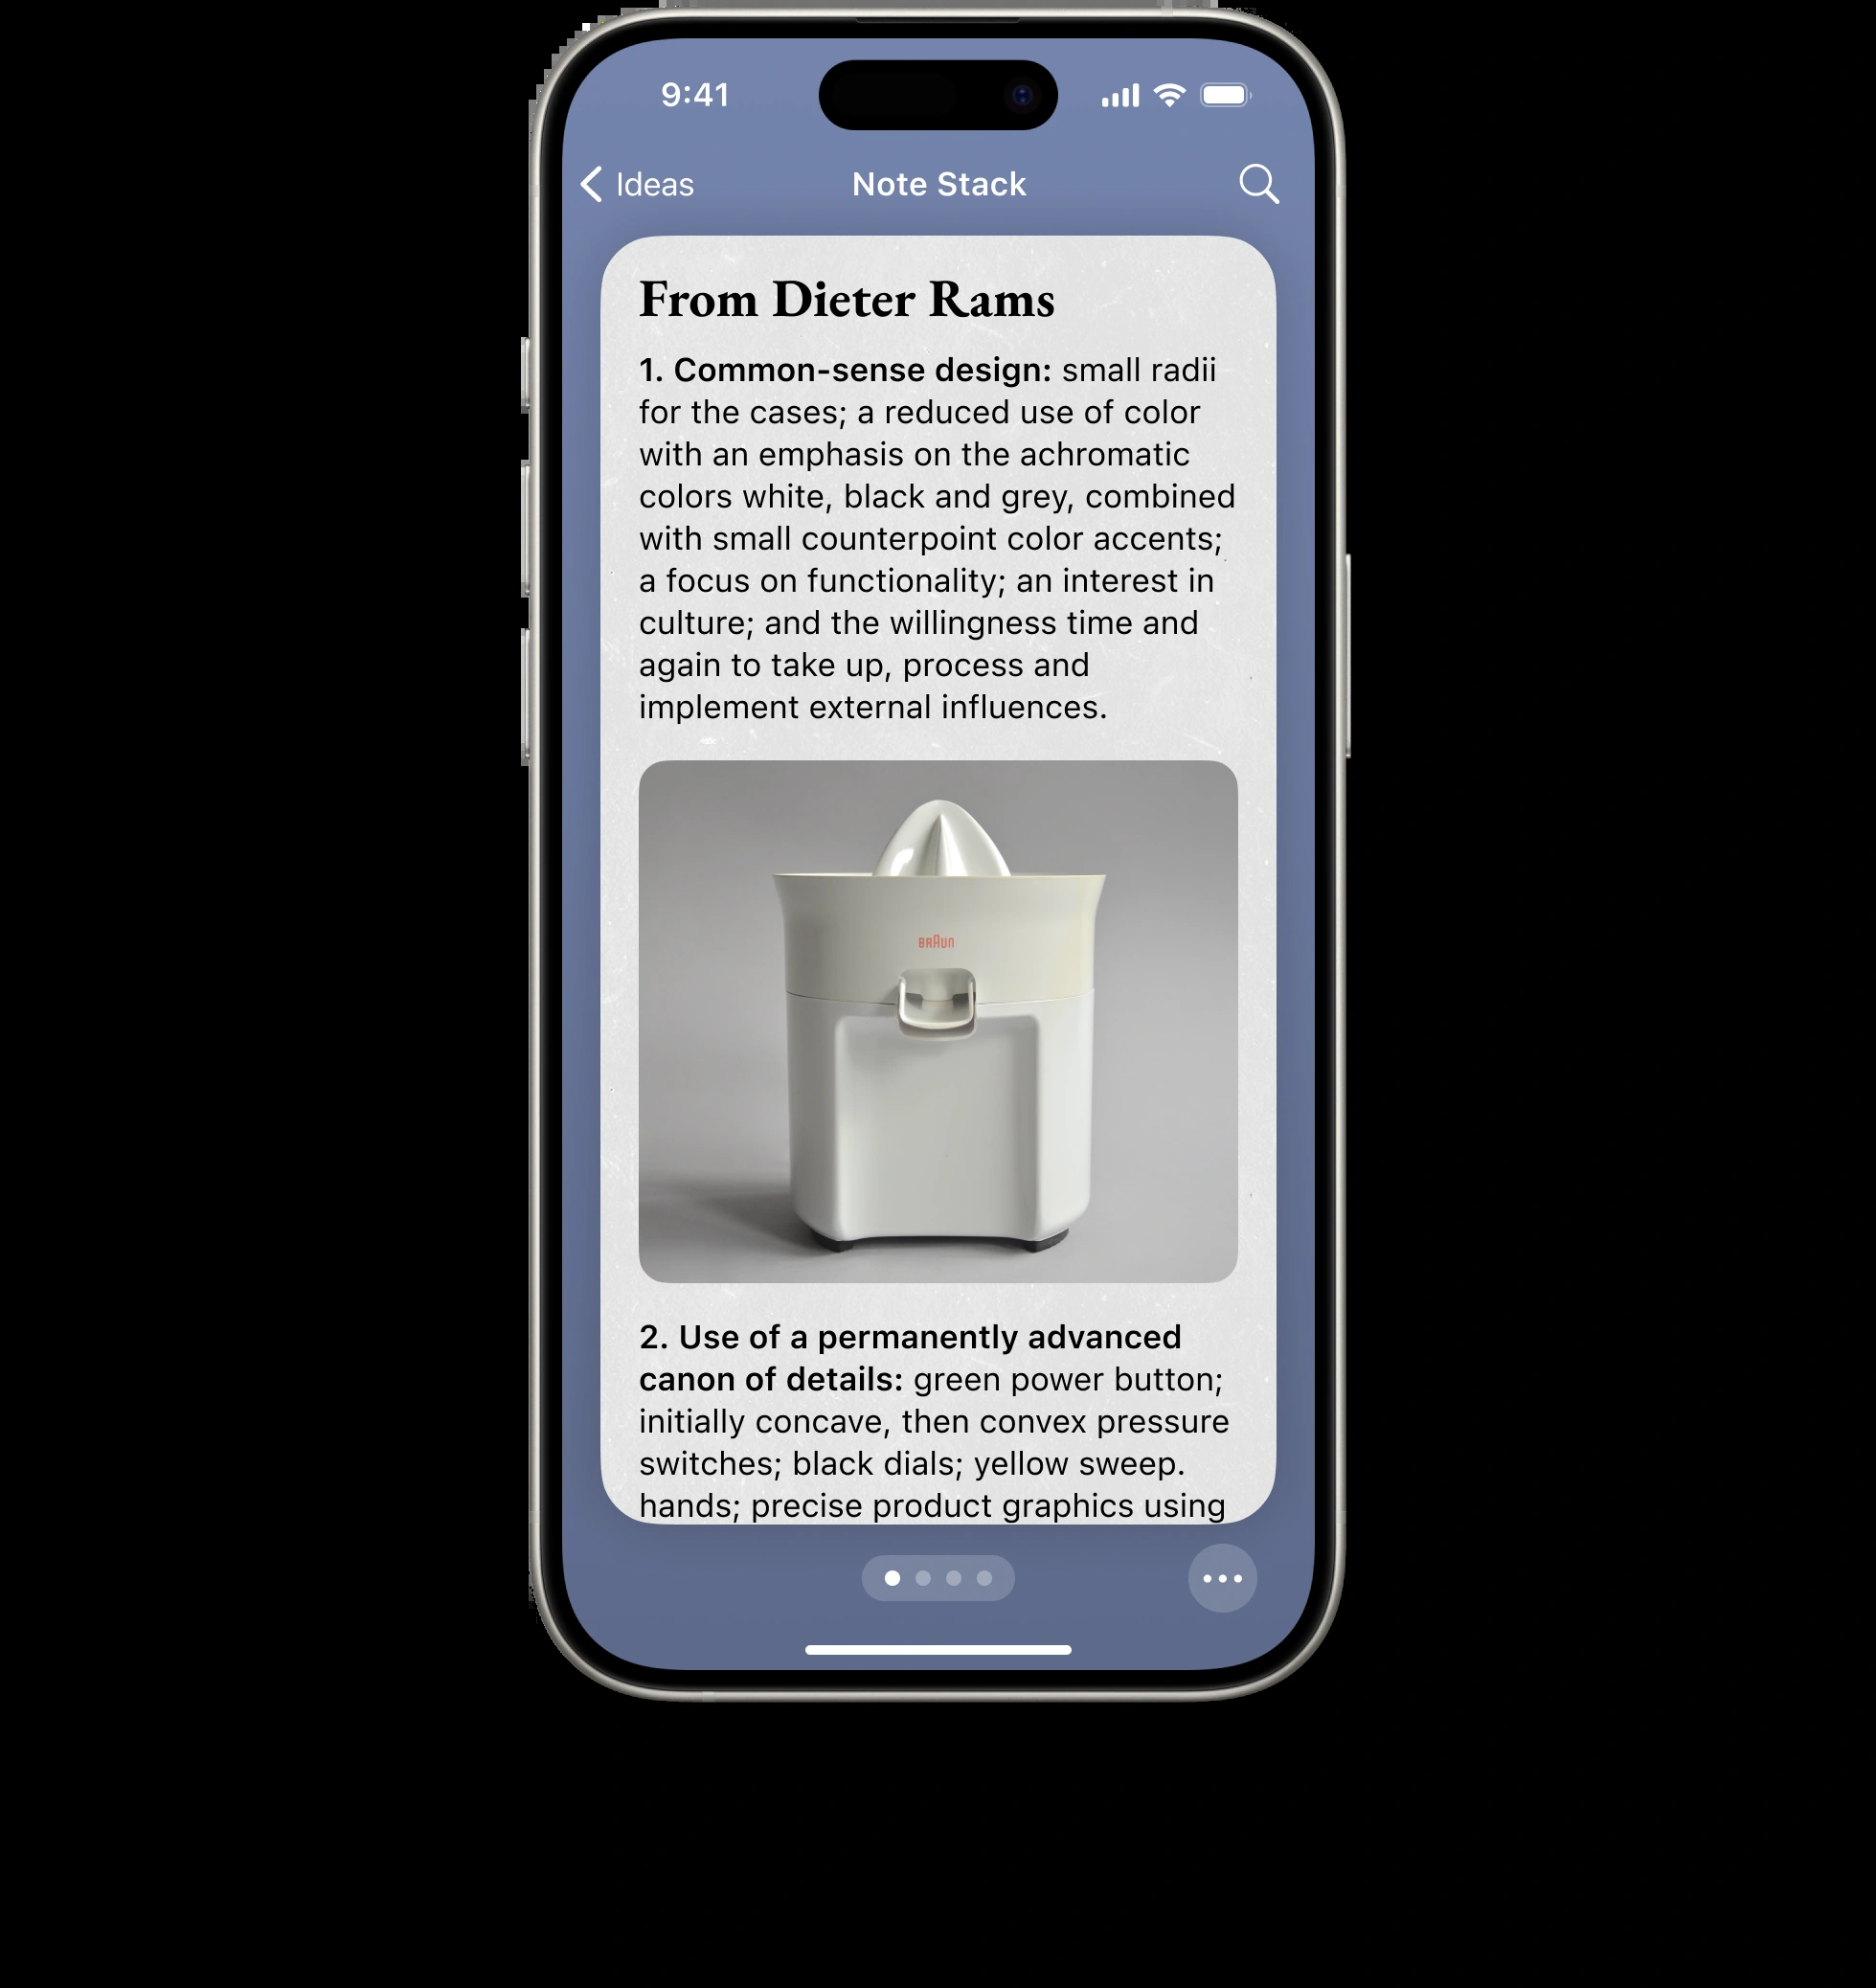 9:41
Ideas
Note Stack
From Dieter Rams
1. Common-sense design: small radii
for the cases; a reduced use of color
with an emphasis on the achromatic
colors white, black and grey, combined
with small counterpoint color accents;
a focus on functionality; an interest in
culture; and the willingness time and
again to take up, process and
implement external influences.
BRAUN
2. Use of a permanently advanced
canon of details: green power button;
initially concave, then convex pressure
switches; black dials; yellow sweep.
hands; precise product graphics using